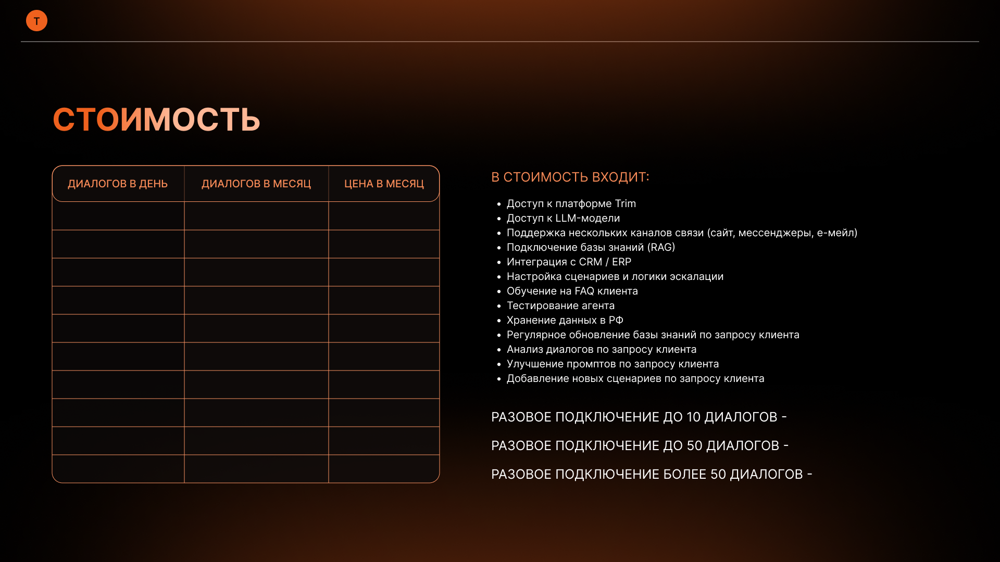 T
СТОИМОСТЬ
ДИАЛОГОВ В ДЕНЬ ДИАЛОГОВ В МЕСЯЦ ЦЕНА В МЕСЯЦ
В СТОИМОСТЬ ВХОДИТ:
• Доступ к платформе Trim
• Доступ к LLM-модели
• Поддержка нескольких каналов связи (сайт, мессенджеры, е-мейл)
• Подключение базы знаний (RAG)
• Интеграция с CRM / ERP
• Настройка сценариев и логики эскалации
• Обучение на FAQ клиента
• Тестирование агента
• Хранение данных в РФ
• Регулярное обновление базы знаний по запросу клиента
• Анализ диалогов по запросу клиента
• Улучшение промптов по запросу клиента
• Добавление новых сценариев по запросу клиента
РАЗОВОЕ ПОДКЛЮЧЕНИЕ ДО 10 ДИАЛОГОВ -
РАЗОВОЕ ПОДКЛЮЧЕНИЕ ДО 50 ДИАЛОГОВ -
РАЗОВОЕ ПОДКЛЮЧЕНИЕ БОЛЕЕ 50 ДИАЛОГОВ -